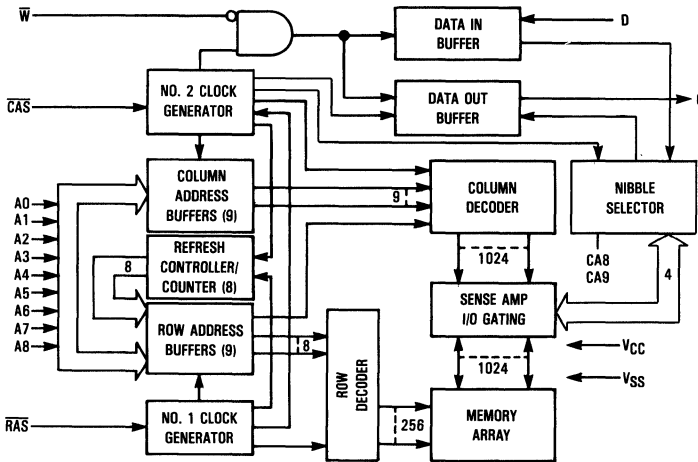 W̅
DATA IN
BUFFER
D
C̅A̅S̅
NO. 2 CLOCK
GENERATOR
DATA OUT
BUFFER
COLUMN
ADDRESS
BUFFERS (9)
9
COLUMN
DECODER
NIBBLE
SELECTOR
A0
A1
A2
A3
A4
A5
A6
A7
A8
REFRESH
CONTROLLER/
COUNTER (8)
8
1024
CA8
CA9
4
SENSE AMP
I/O GATING
ROW ADDRESS
BUFFERS (9)
8
ROW
DECODER
1024
VCC
VSS
R̅A̅S̅
NO. 1 CLOCK
GENERATOR
256
MEMORY
ARRAY